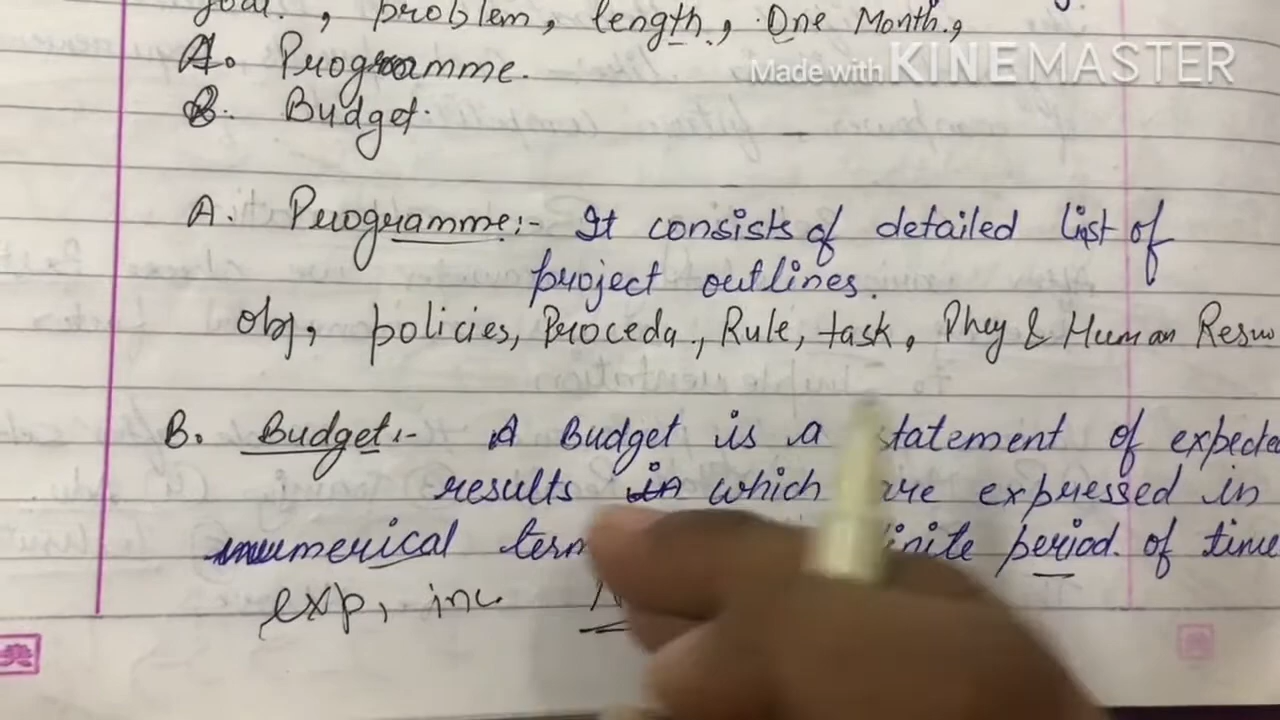 goal. , problem, length., One Month.,
Made with KINEMASTER
A. Programme.
B. Budget.
A. Programme:- It consists of detailed list of
project outlines.
obj, policies, Proceda., Rule, task, Phy & Human
B. Budget:- A Budget is a statement of
results in which are expressed in
numerical period of time
exp, inc